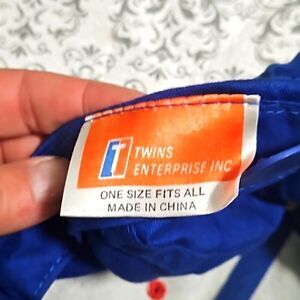 TWINS
ENTERPRISE INC
ONE SIZE FITS ALL
MADE IN CHINA